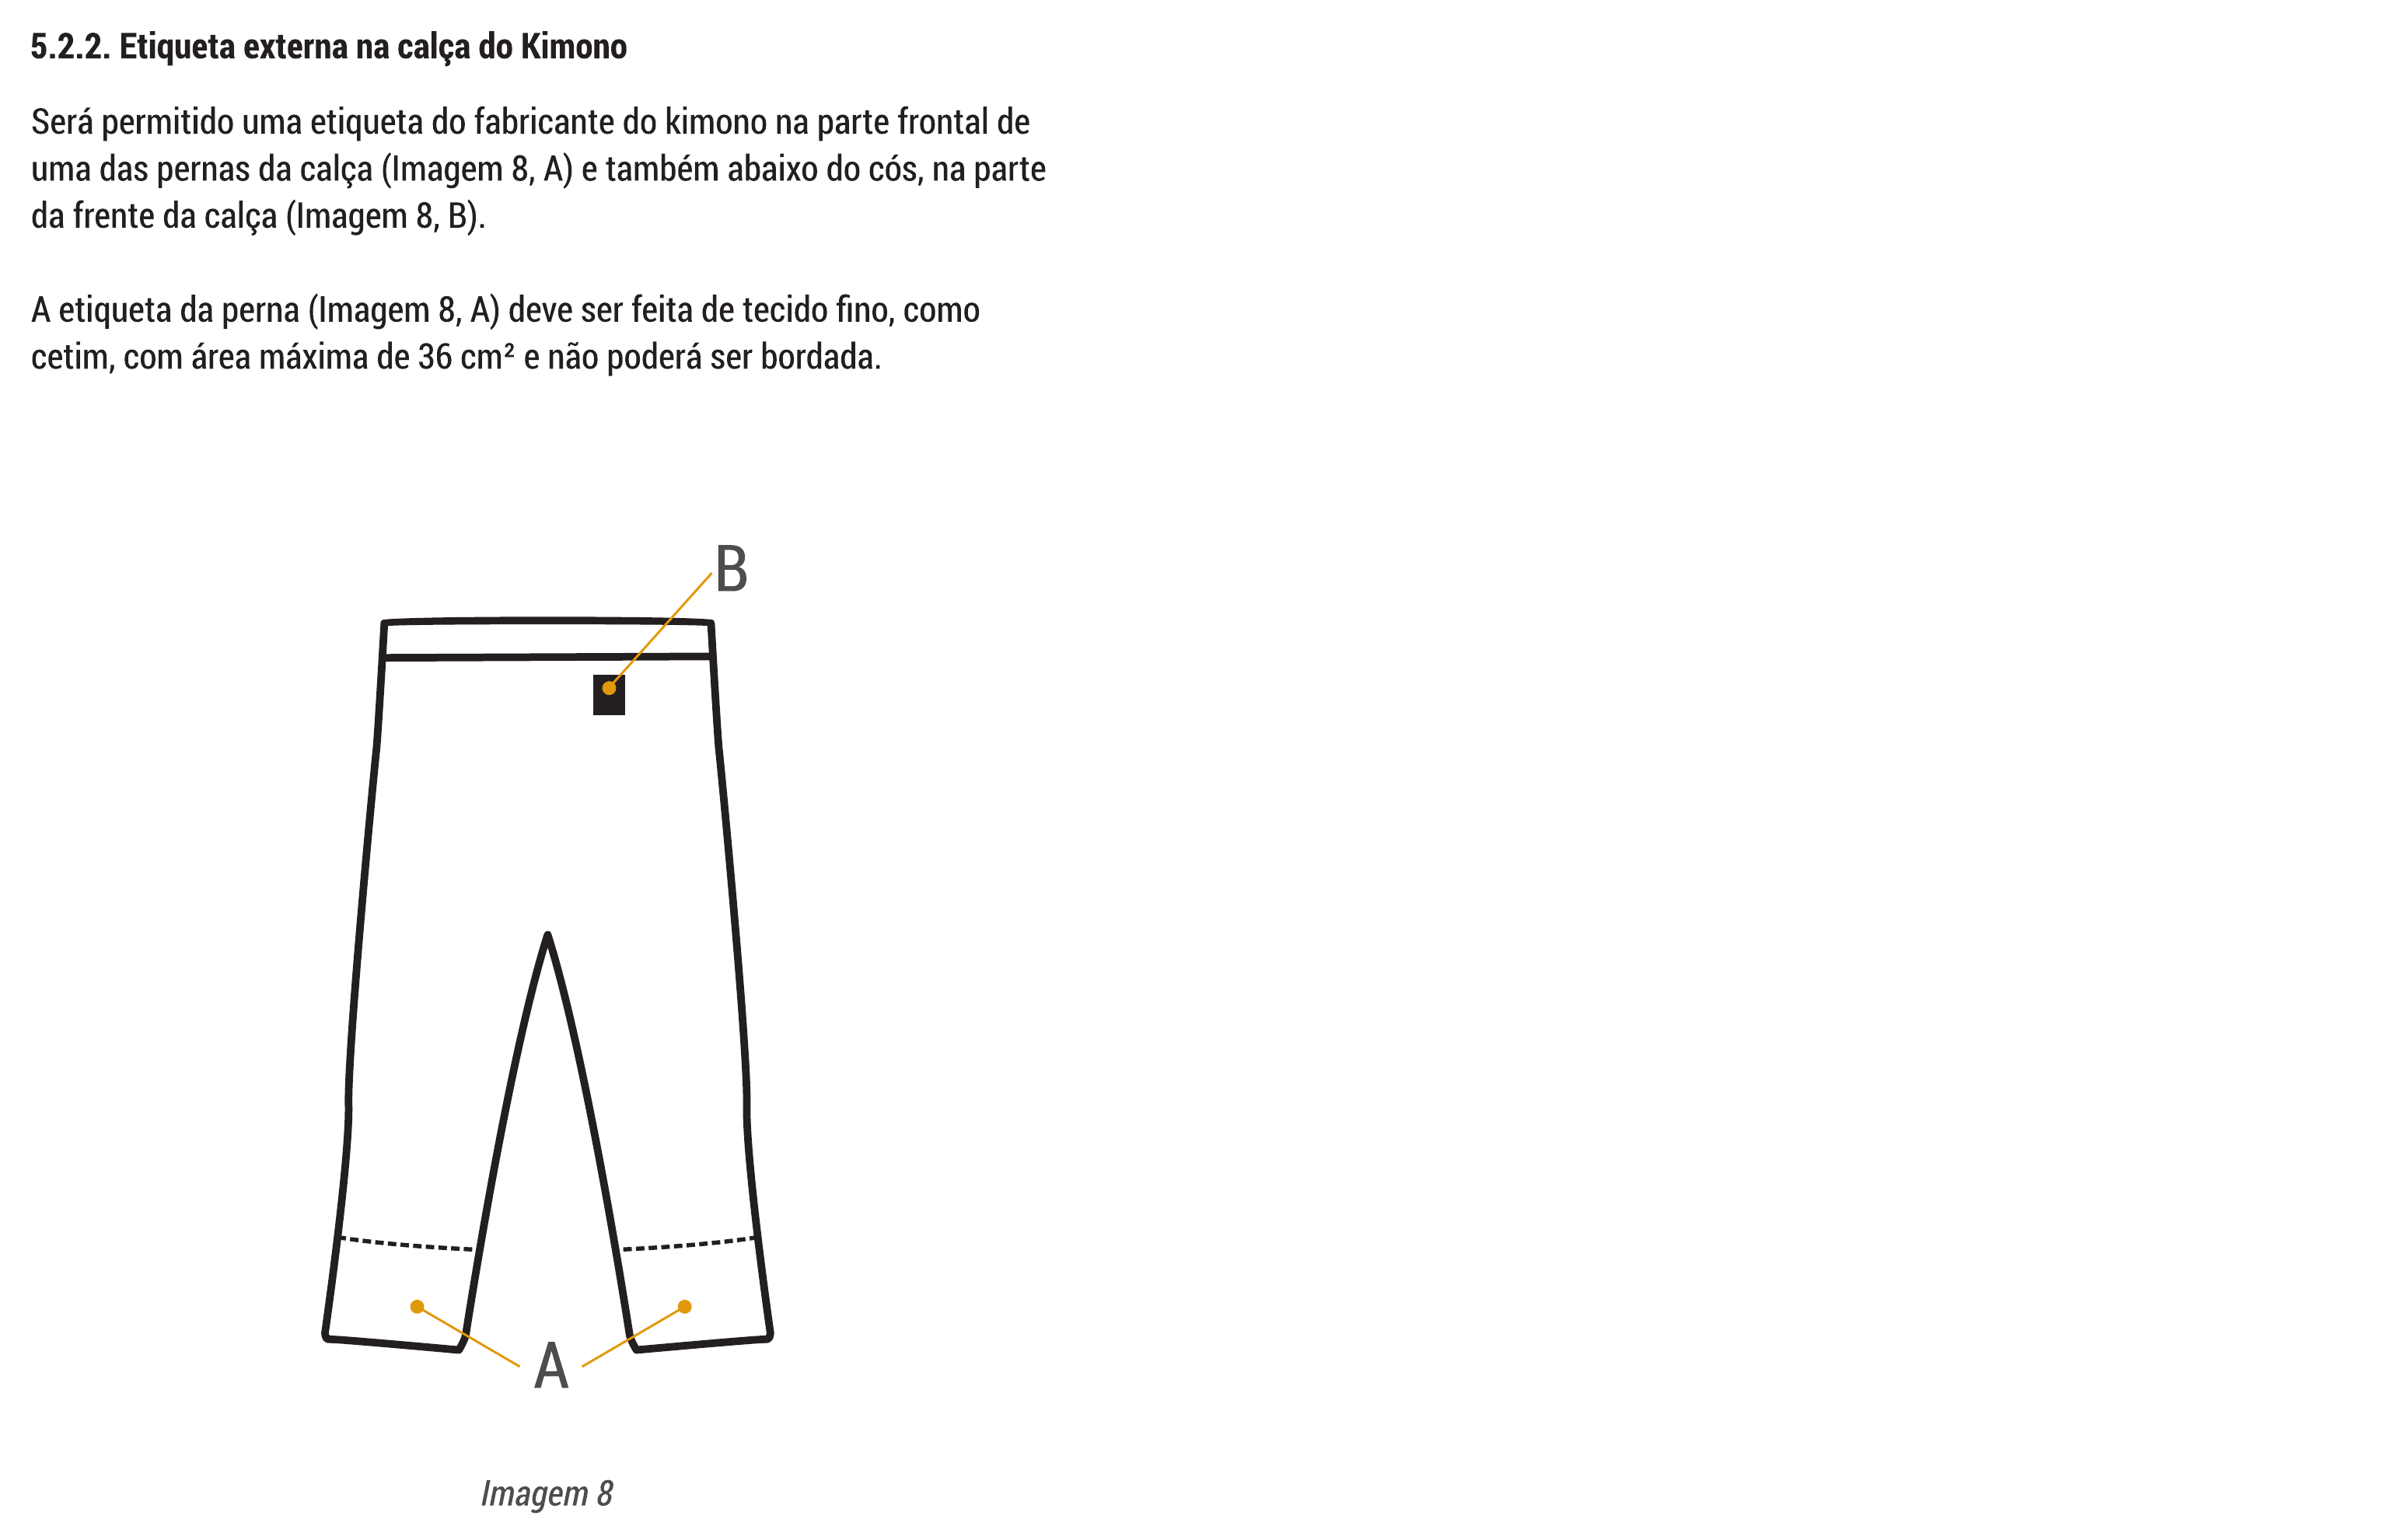 5.2.2. Etiqueta externa na calça do Kimono
Será permitido uma etiqueta do fabricante do kimono na parte frontal de
uma das pernas da calça (Imagem 8, A) e também abaixo do cós, na parte
da frente da calça (Imagem 8, B).
A etiqueta da perna (Imagem 8, A) deve ser feita de tecido fino, como
cetim, com área máxima de 36 cm² e não poderá ser bordada.
B
A
Imagem 8